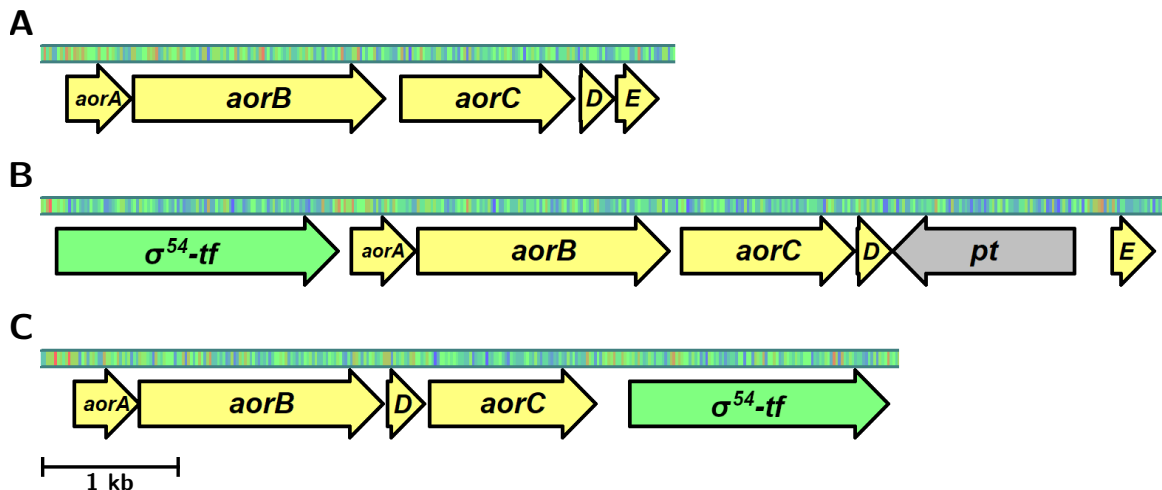 A
aorA aorB aorC D E
B
σ⁵⁴-tf aorA aorB aorC D pt E
C
aorA aorB D aorC σ⁵⁴-tf
1 kb